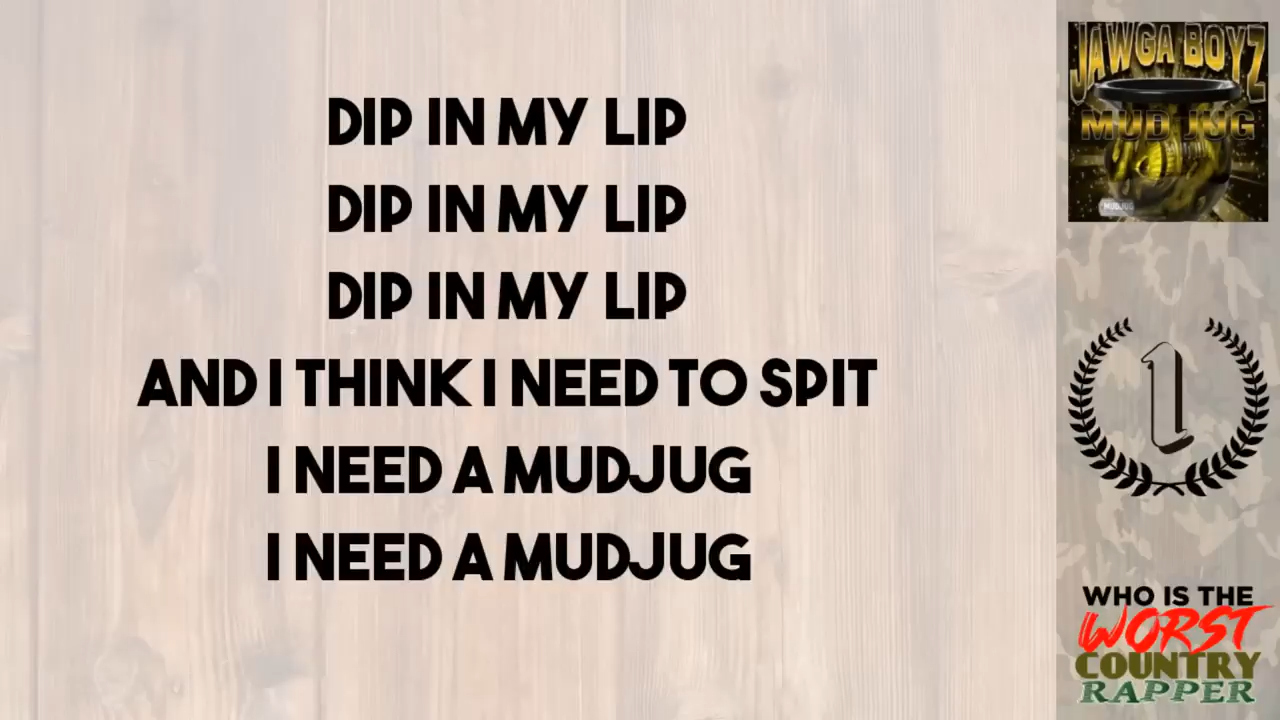 DIP IN MY LIP
DIP IN MY LIP
DIP IN MY LIP
AND I THINK I NEED TO SPIT
I NEED A MUDJUG
I NEED A MUDJUG
JAWGA BOYZ
MUD JUG
MUDJUG
1
WHO IS THE
WORST
COUNTRY
RAPPER